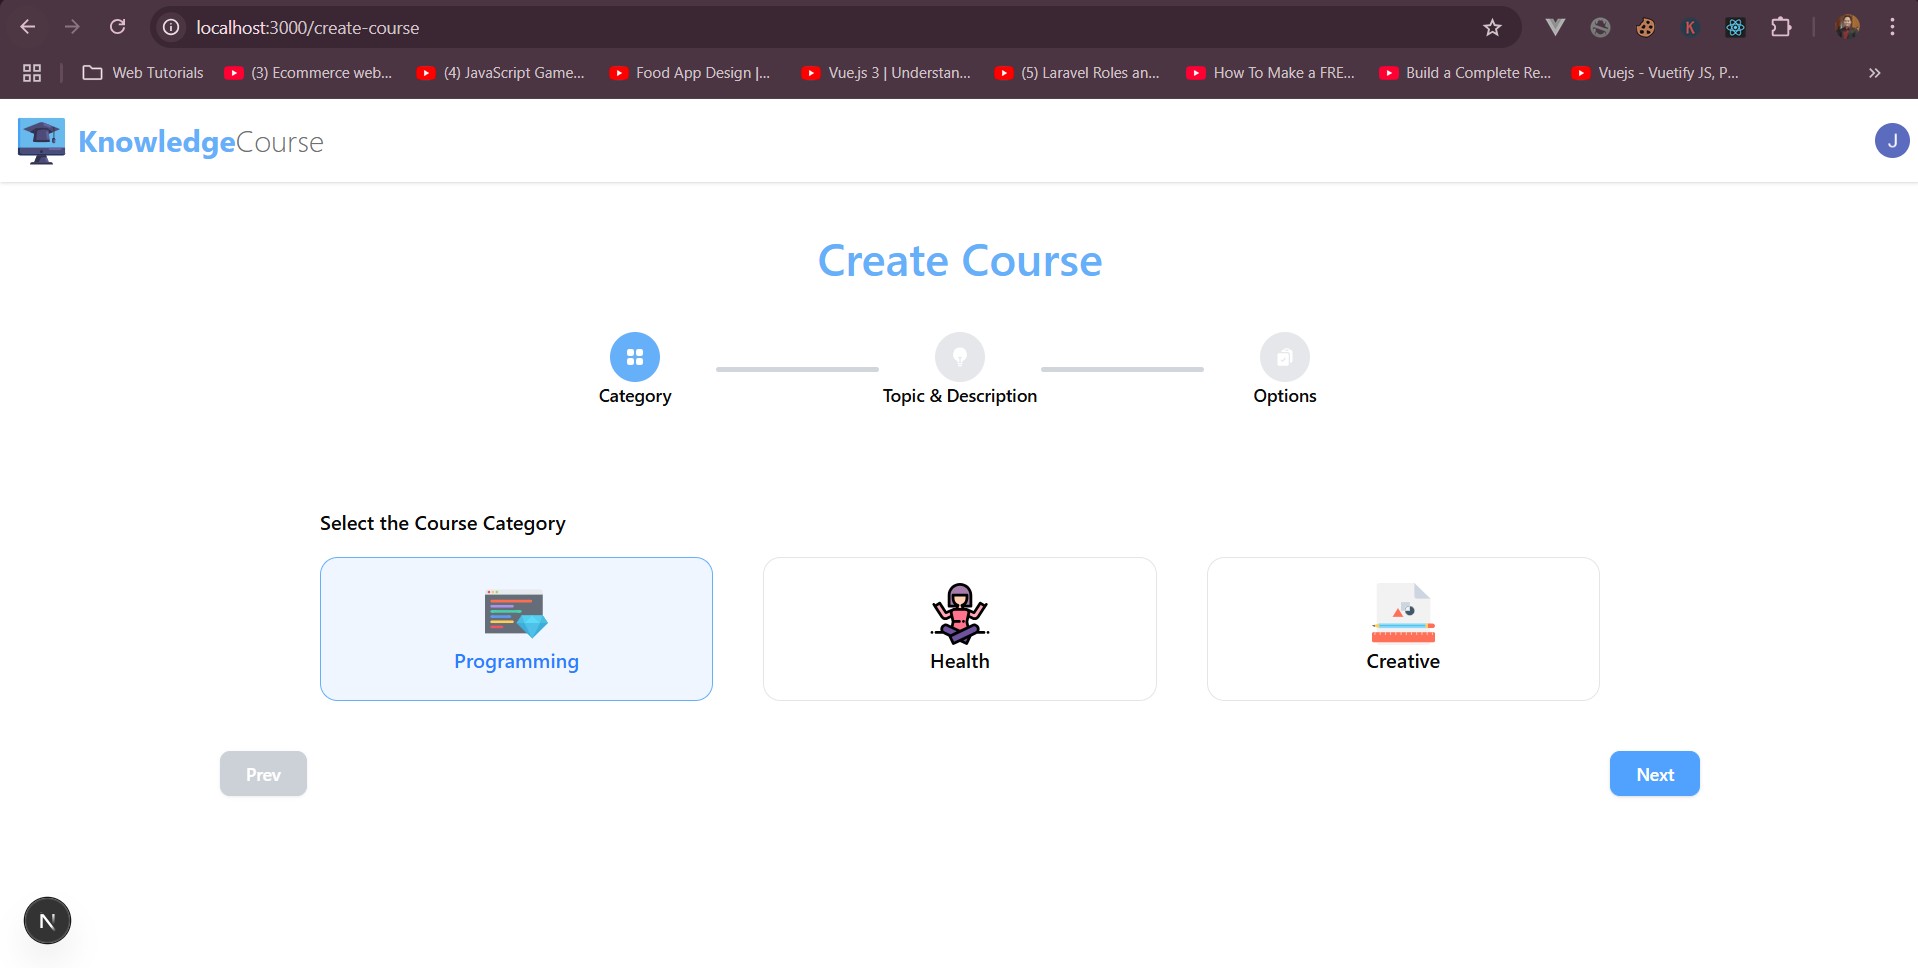 localhost:3000/create-course
Web Tutorials (3) Ecommerce web... (4) JavaScript Game... Food App Design |... Vue.js 3 | Understan... (5) Laravel Roles an... How To Make a FRE... Build a Complete Re... Vuejs - Vuetify JS, P...
KnowledgeCourse
J
Create Course
Category
Topic & Description
Options
Select the Course Category
Programming
Health
Creative
Prev
Next
N